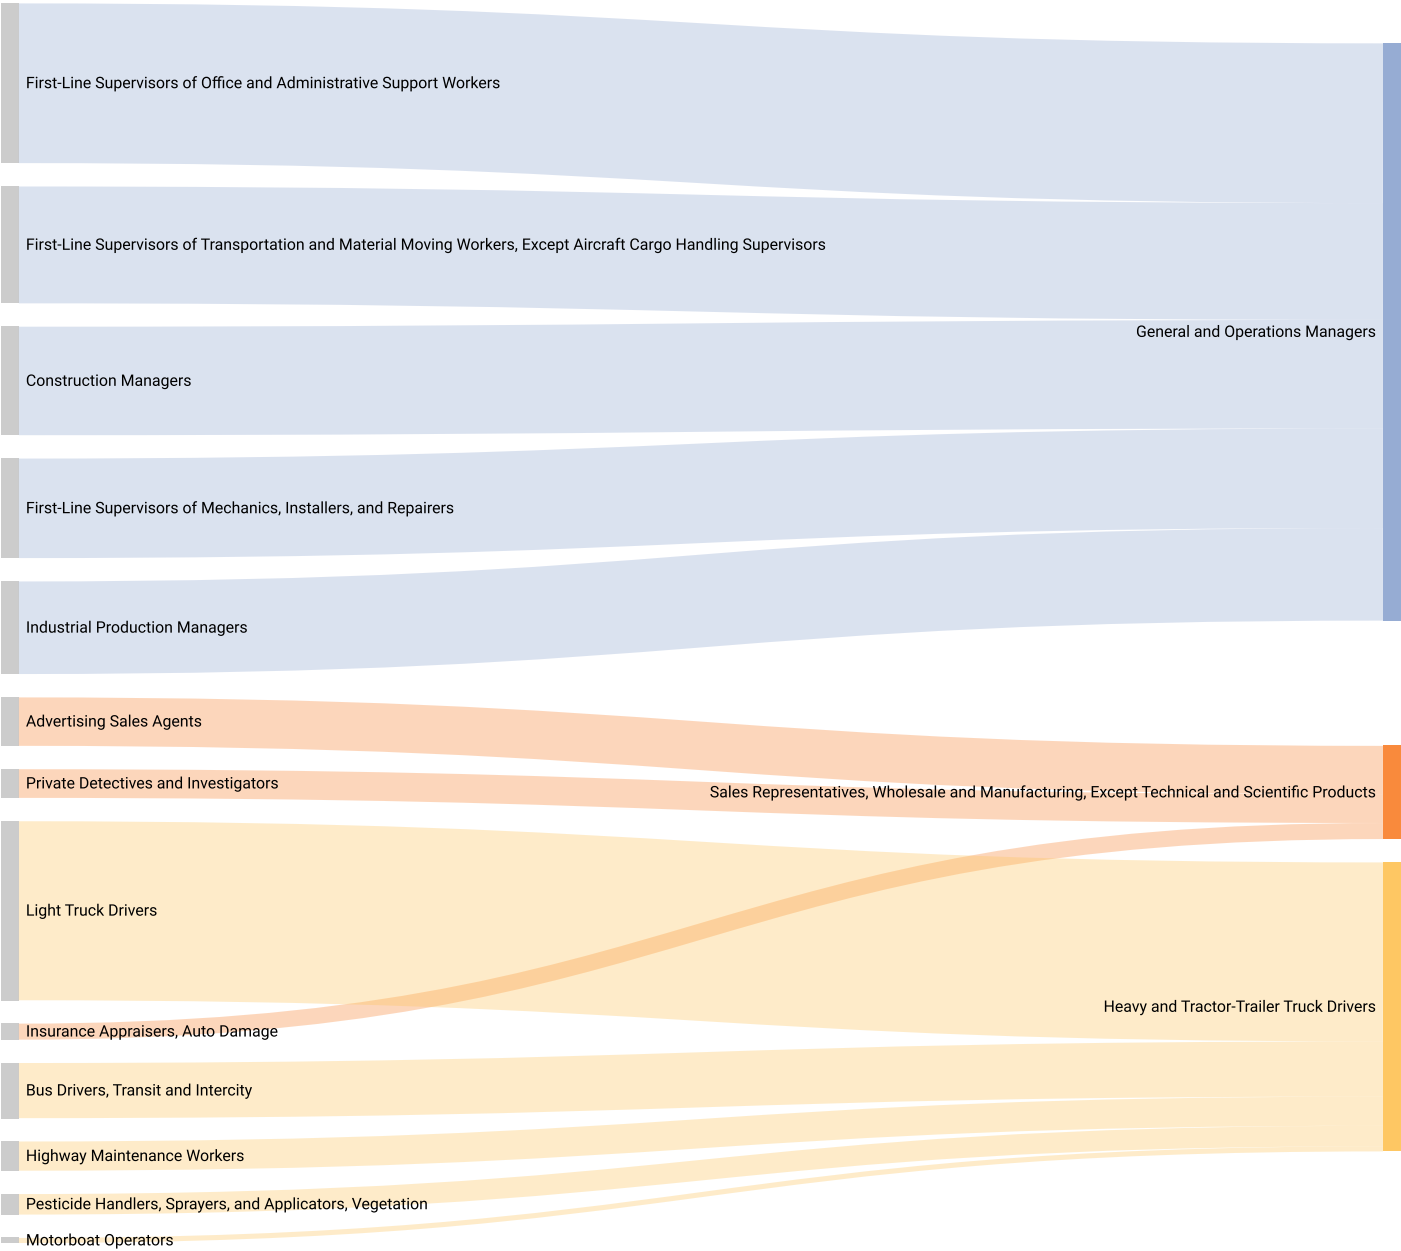 First-Line Supervisors of Office and Administrative Support Workers
First-Line Supervisors of Transportation and Material Moving Workers, Except Aircraft Cargo Handling Supervisors
General and Operations Managers
Construction Managers
First-Line Supervisors of Mechanics, Installers, and Repairers
Industrial Production Managers
Advertising Sales Agents
Private Detectives and Investigators
Sales Representatives, Wholesale and Manufacturing, Except Technical and Scientific Products
Light Truck Drivers
Heavy and Tractor-Trailer Truck Drivers
Insurance Appraisers, Auto Damage
Bus Drivers, Transit and Intercity
Highway Maintenance Workers
Pesticide Handlers, Sprayers, and Applicators, Vegetation
Motorboat Operators